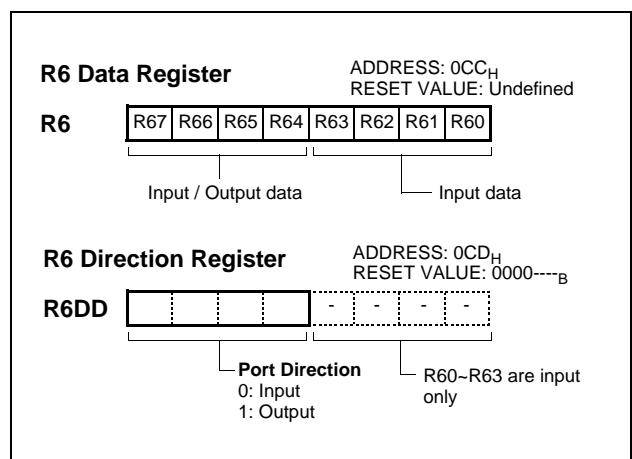 R6 Data Register
ADDRESS: 0CCH
RESET VALUE: Undefined
R6 R67 R66 R65 R64 R63 R62 R61 R60
Input / Output data
Input data
R6 Direction Register
ADDRESS: 0CDH
RESET VALUE: 0000----B
R6DD - - - -
Port Direction
0: Input
1: Output
R60~R63 are input
only